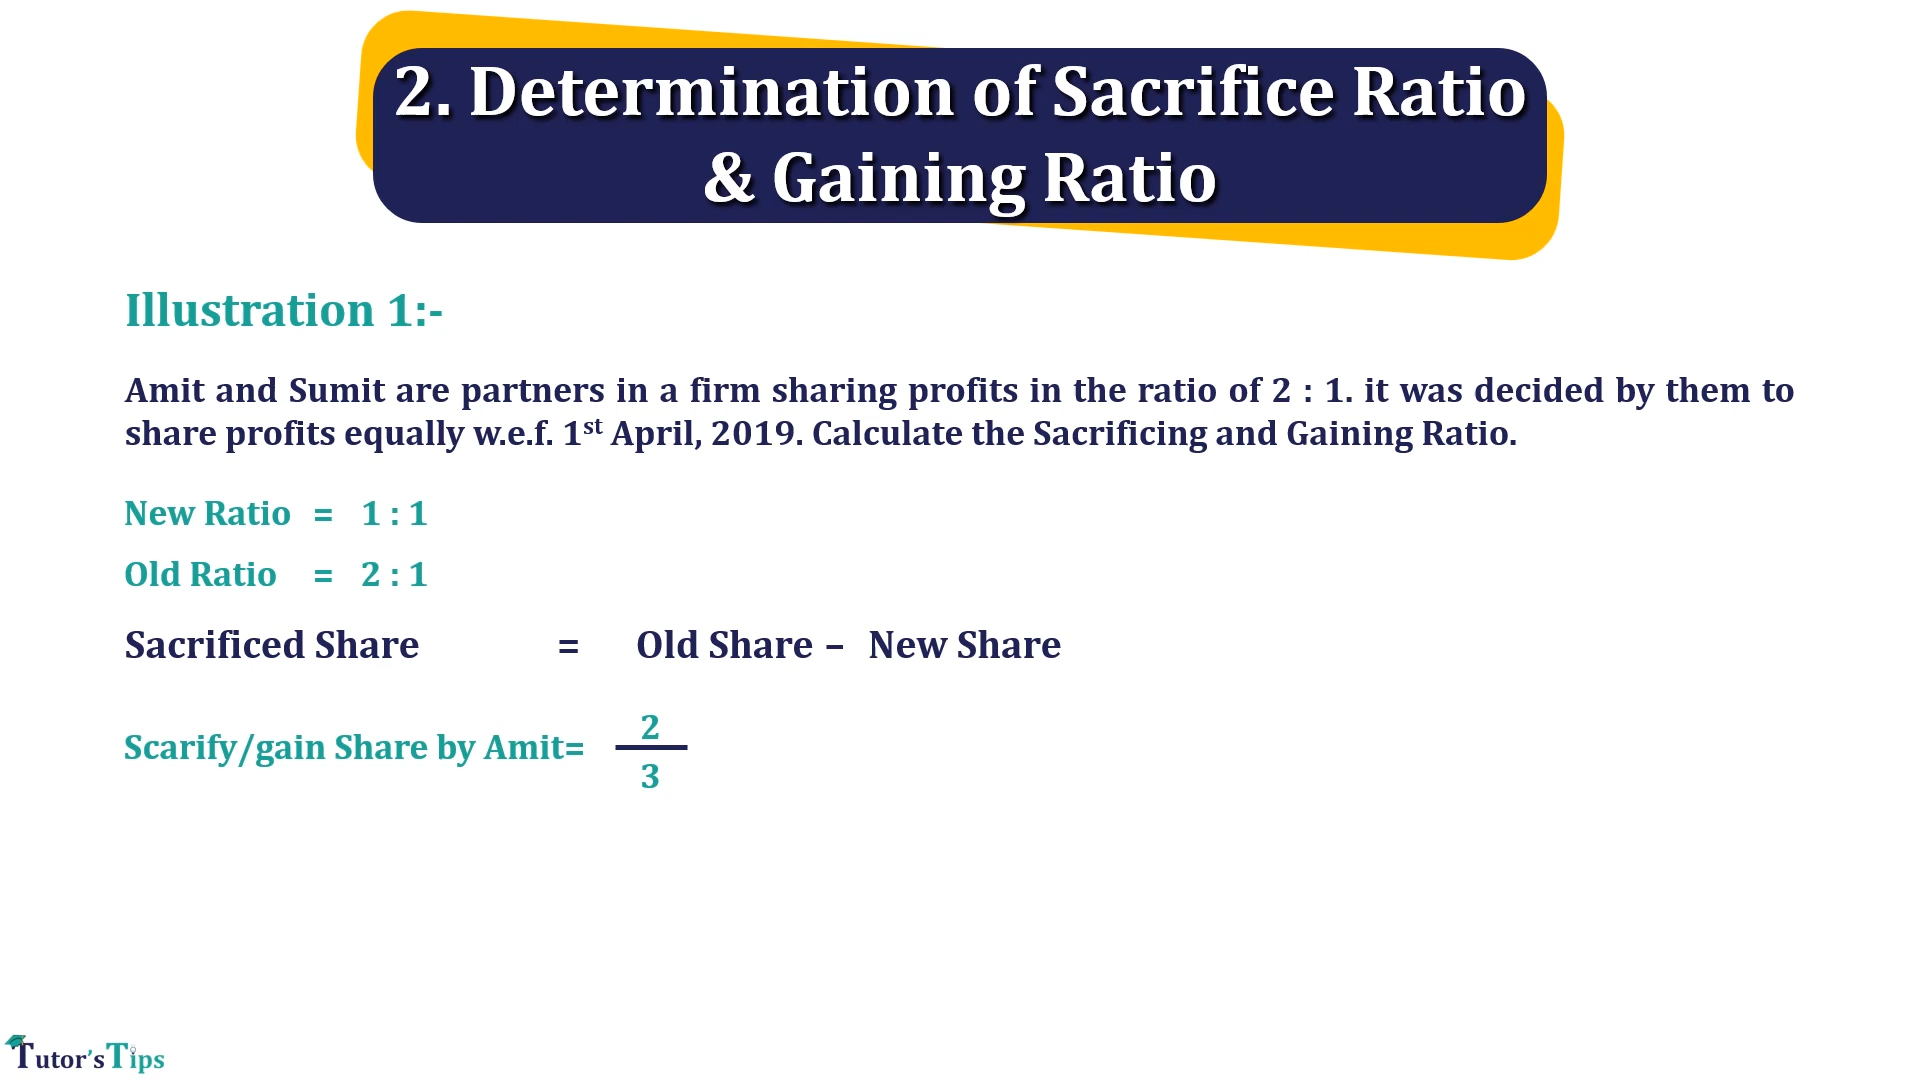 2. Determination of Sacrifice Ratio
& Gaining Ratio
Illustration 1:-
Amit and Sumit are partners in a firm sharing profits in the ratio of 2 : 1. it was decided by them to
share profits equally w.e.f. 1st April, 2019. Calculate the Sacrificing and Gaining Ratio.
New Ratio = 1 : 1
Old Ratio = 2 : 1
Sacrificed Share = Old Share – New Share
Scarify/gain Share by Amit=
2
3
Tutor'sTips